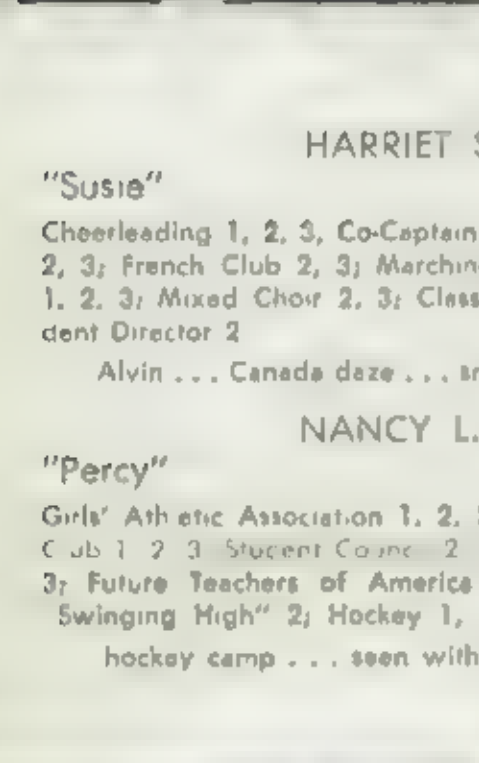 HARRIET S
"Susie"
Cheerleading 1, 2, 3, Co-Captain
2, 3; French Club 2, 3; Marchin
1, 2, 3; Mixed Choir 2, 3; Class
dent Director 2
Alvin ... Canada daze ...
NANCY L.
"Percy"
Girls' Athletic Association 1, 2,
Club 1 2 3 Student Counc 2
3; Future Teachers of America
Swinging High" 2; Hockey 1,
hockey camp ... seen with